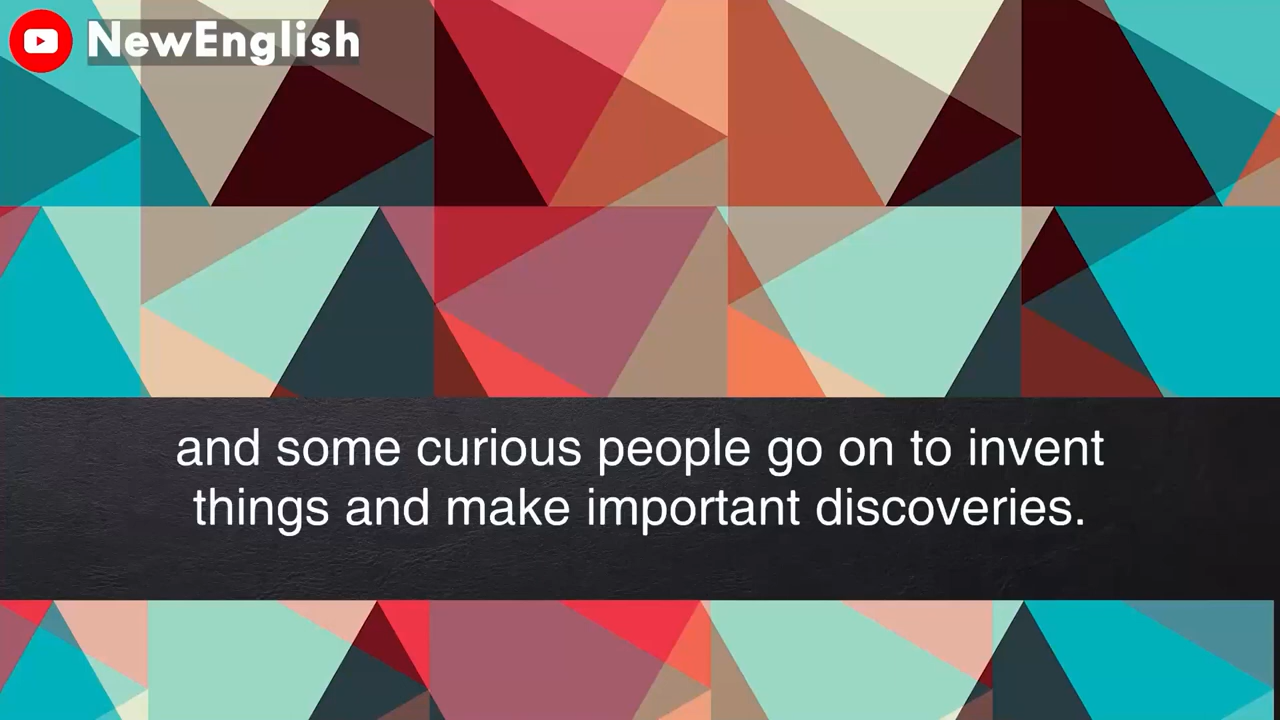 NewEnglish
and some curious people go on to invent
things and make important discoveries.